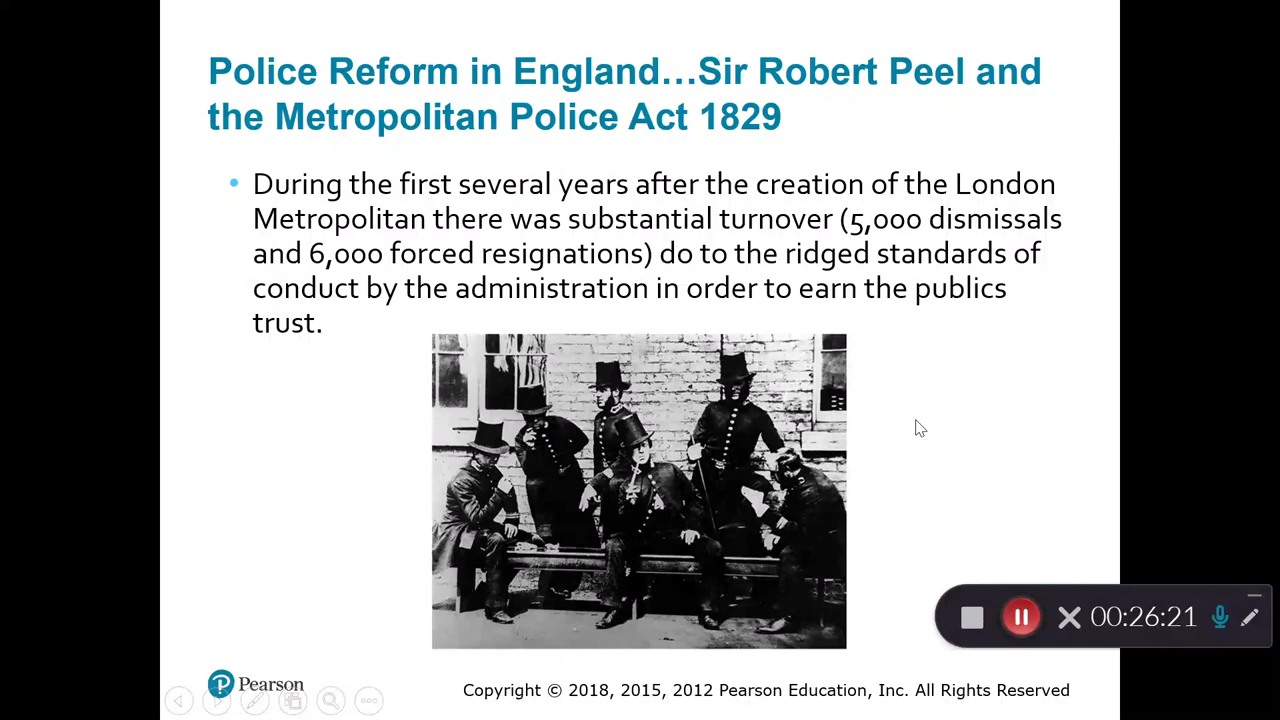 Police Reform in England…Sir Robert Peel and
the Metropolitan Police Act 1829
• During the first several years after the creation of the London
Metropolitan there was substantial turnover (5,000 dismissals
and 6,000 forced resignations) do to the ridged standards of
conduct by the administration in order to earn the publics
trust.
00:26:21
Pearson
Copyright © 2018, 2015, 2012 Pearson Education, Inc. All Rights Reserved